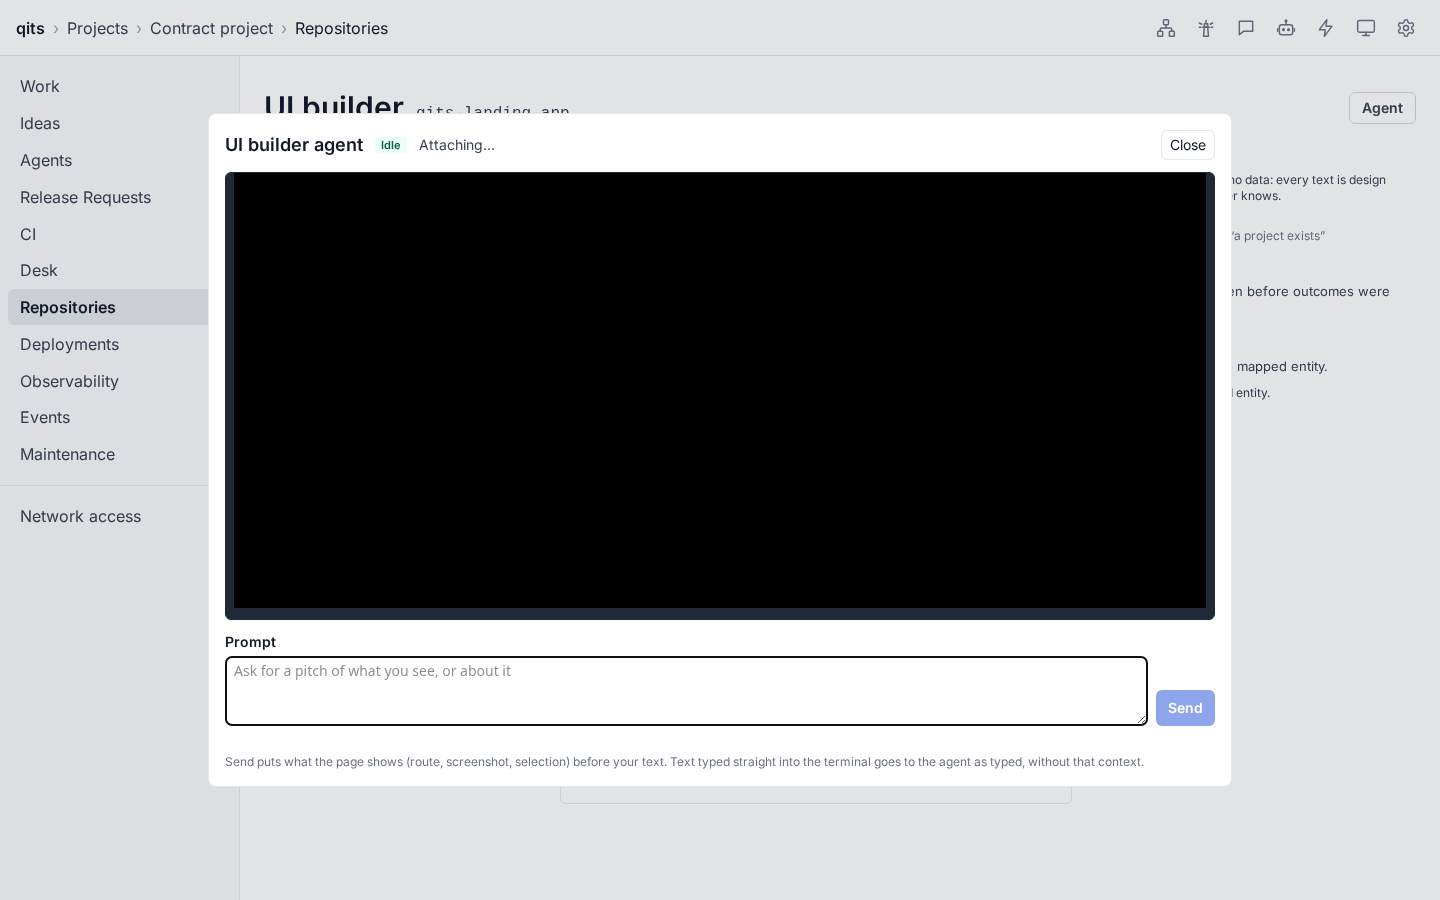 qits › Projects › Contract project › Repositories
Work
Ideas
Agents
Release Requests
CI
Desk
Repositories
Deployments
Observability
Events
Maintenance
Network access
UI builder qits-landing-app
Agent
no data: every text is design
er knows.
“a project exists”
en before outcomes were
mapped entity.
entity.
UI builder agent Idle Attaching...
Close
Prompt
Ask for a pitch of what you see, or about it
Send
Send puts what the page shows (route, screenshot, selection) before your text. Text typed straight into the terminal goes to the agent as typed, without that context.